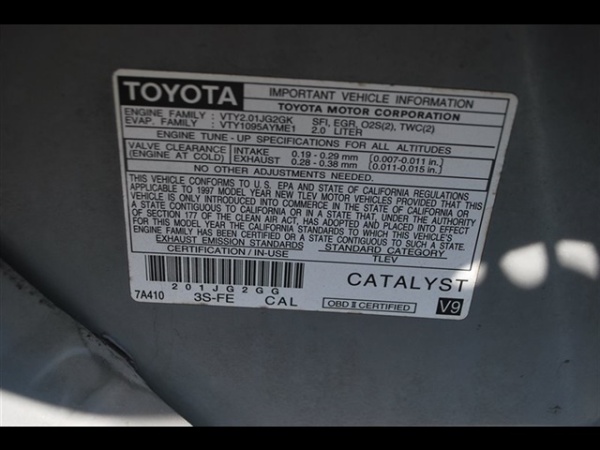 TOYOTA IMPORTANT VEHICLE INFORMATION
TOYOTA MOTOR CORPORATION
ENGINE FAMILY : VTY2.01JG2GK SFI, EGR, O2S(2), TWC(2)
EVAP. FAMILY : VTY1095AYME1 2.0 LITER
ENGINE TUNE - UP SPECIFICATIONS FOR ALL ALTITUDES
VALVE CLEARANCE INTAKE 0.19 - 0.29 mm [0.007-0.011 in.]
(ENGINE AT COLD) EXHAUST 0.28 - 0.38 mm [0.011-0.015 in.]
NO OTHER ADJUSTMENTS NEEDED.
THIS VEHICLE CONFORMS TO U.S. EPA AND STATE OF CALIFORNIA REGULATIONS
APPLICABLE TO 1997 MODEL YEAR NEW TLEV MOTOR VEHICLES PROVIDED THAT THIS
VEHICLE IS ONLY INTRODUCED INTO COMMERCE IN THE STATE OF CALIFORNIA
OR A STATE CONTIGUOUS TO CALIFORNIA, OR, UNDER THE AUTHORITY
OF SECTION 177 OF THE CLEAN AIR ACT, HAS ADOPTED CALIFORNIA STANDARDS
FOR THIS MODEL YEAR THE CALIFORNIA STANDARDS TO WHICH THIS VEHICLE'S
ENGINE FAMILY HAS BEEN CERTIFIED OR A STATE CONTIGUOUS TO SUCH A STATE.
EXHAUST EMISSION STANDARDS STANDARD CATEGORY
CERTIFICATION / IN-USE TLEV
201JG2GG CATALYST
7A410 3S-FE CAL OBD II CERTIFIED V9